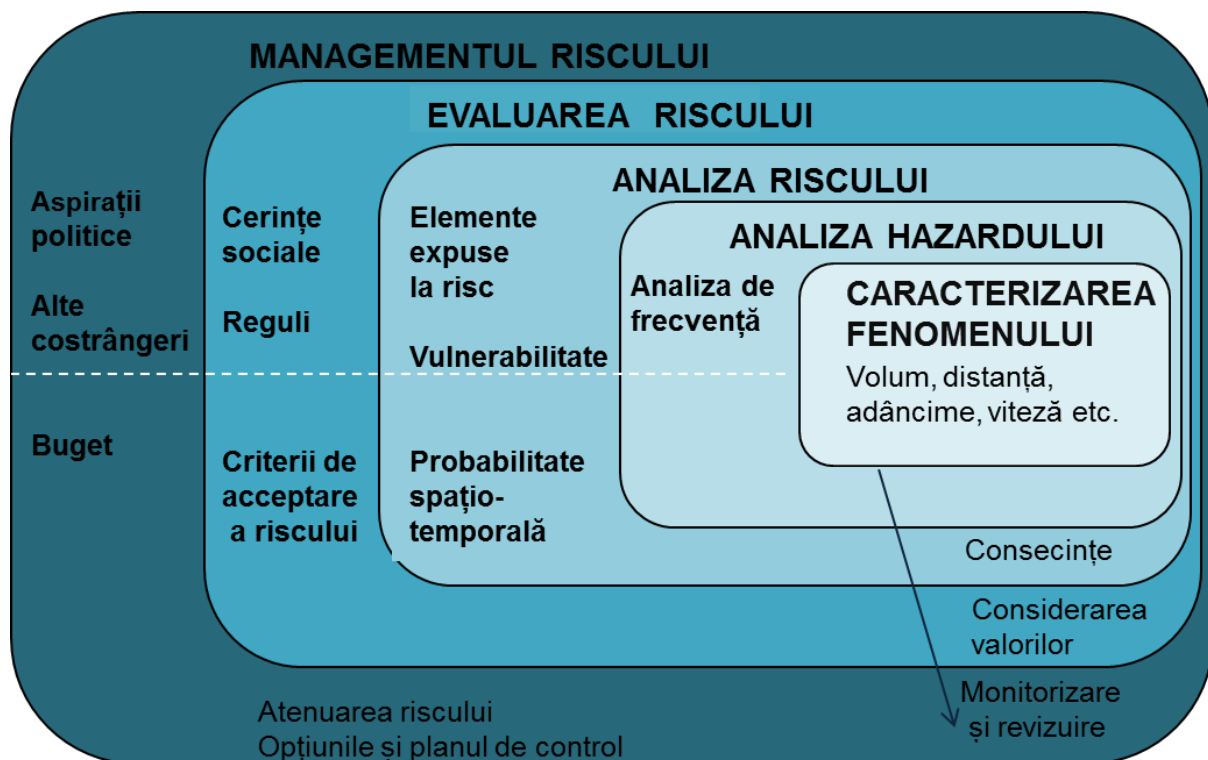 MANAGEMENTUL RISCULUI
EVALUAREA RISCULUI
ANALIZA RISCULUI
ANALIZA HAZARDULUI
CARACTERIZAREA
FENOMENULUI
Volum, distanță,
adâncime, viteză etc.
Analiza de
frecvență
Elemente
expuse
la risc
Vulnerabilitate
Probabilitate
spațio-
temporală
Cerințe
sociale
Reguli
Criterii de
acceptare
a riscului
Aspirații
politice
Alte
costrângeri
Buget
Consecințe
Considerarea
valorilor
Monitorizare
și revizuire
Atenuarea riscului
Opțiunile și planul de control